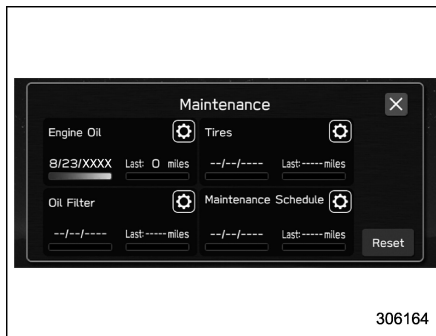 Maintenance
Engine Oil
8/23/XXXX Last: 0 miles
Tires
--/--/---- Last:----- miles
Oil Filter
--/--/---- Last:----- miles
Maintenance Schedule
--/--/---- Last:----- miles
Reset
306164